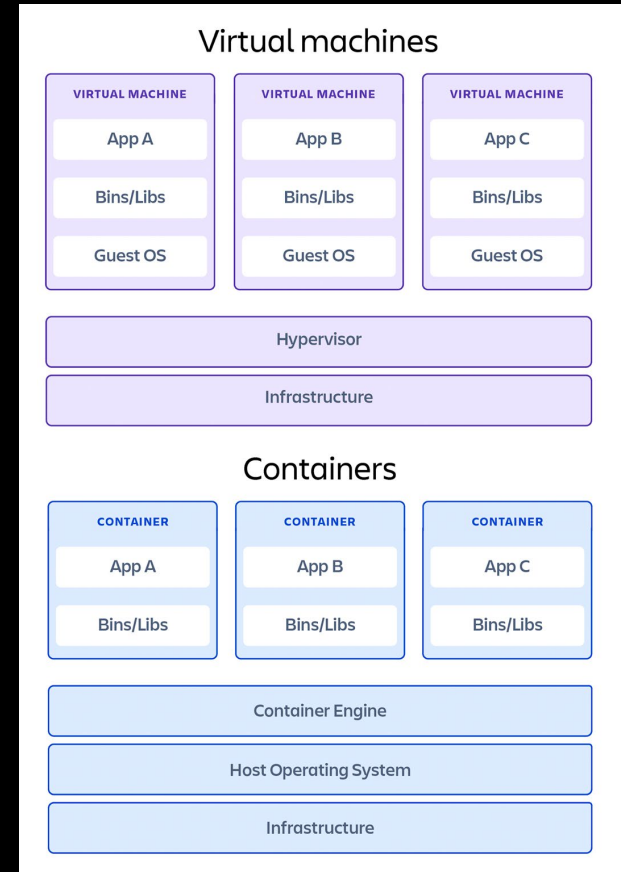 Virtual machines
VIRTUAL MACHINE
App A
Bins/Libs
Guest OS
VIRTUAL MACHINE
App B
Bins/Libs
Guest OS
VIRTUAL MACHINE
App C
Bins/Libs
Guest OS
Hypervisor
Infrastructure
Containers
CONTAINER
App A
Bins/Libs
CONTAINER
App B
Bins/Libs
CONTAINER
App C
Bins/Libs
Container Engine
Host Operating System
Infrastructure